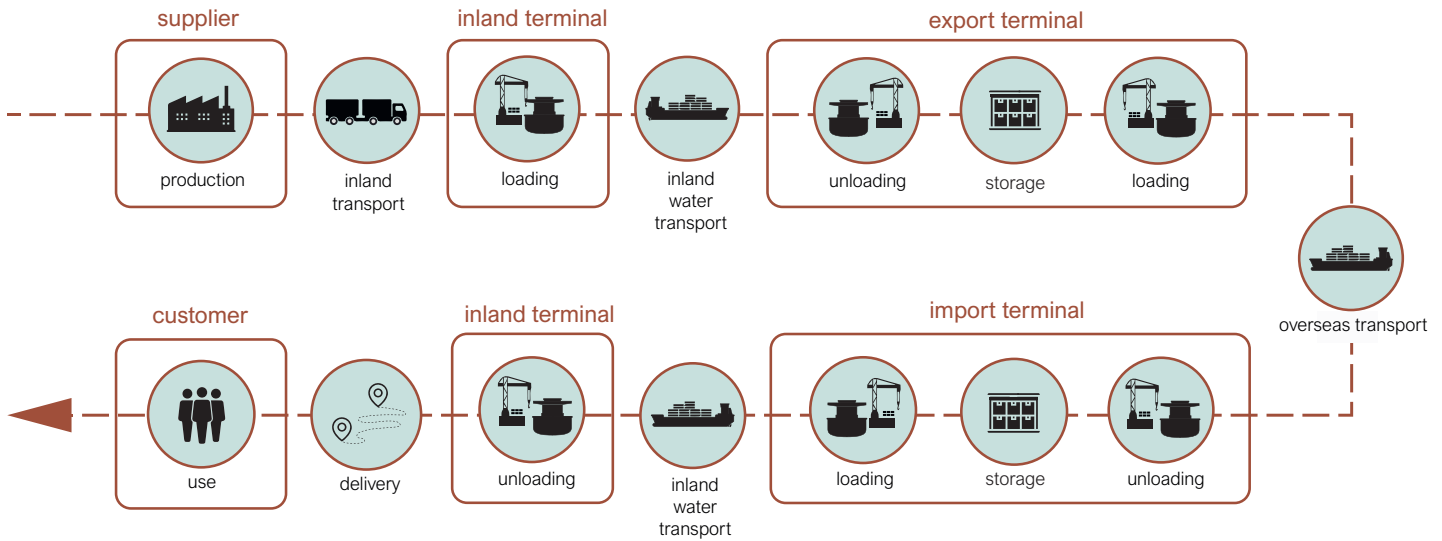 supplier
inland terminal
export terminal
production
inland
transport
loading
inland
water
transport
unloading
storage
loading
overseas transport
customer
inland terminal
import terminal
use
delivery
unloading
inland
water
transport
loading
storage
unloading